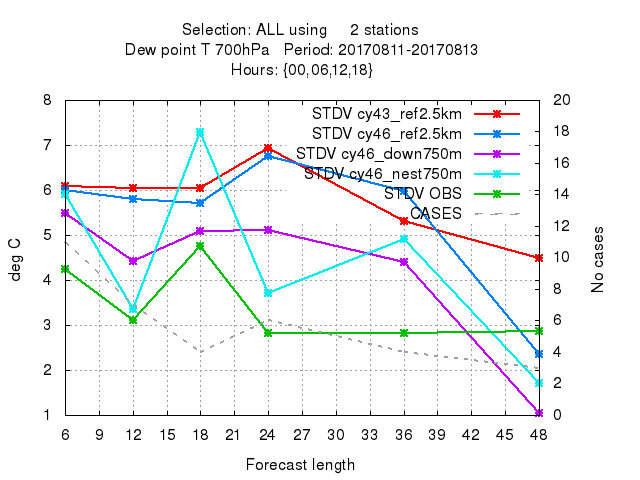 Selection: ALL using 2 stations
Dew point T 700hPa Period: 20170811-20170813
Hours: {00,06,12,18}
STDV cy43_ref2.5km
STDV cy46_ref2.5km
STDV cy46_down750m
STDV cy46_nest750m
STDV OBS
CASES
deg C
8
7
6
5
4
3
2
1
20
18
16
14
12
10
8
6
4
2
0
No cases
6 9 12 15 18 21 24 27 30 33 36 39 42 45 48
Forecast length